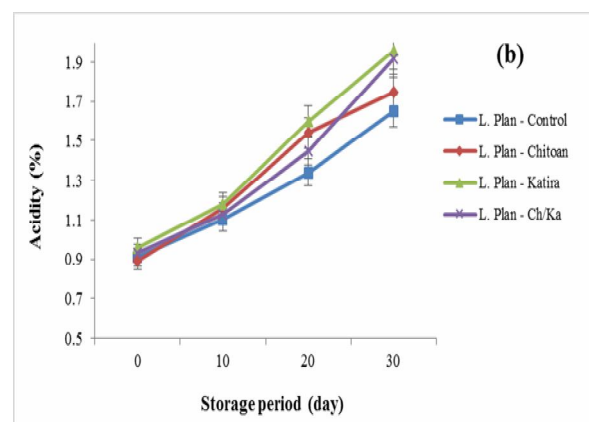 (b)
Acidity (%)
1.9
1.7
1.5
1.3
1.1
0.9
0.7
0.5
0 10 20 30
Storage period (day)
L. Plan - Control
L. Plan - Chitoan
L. Plan - Katira
L. Plan - Ch/Ka